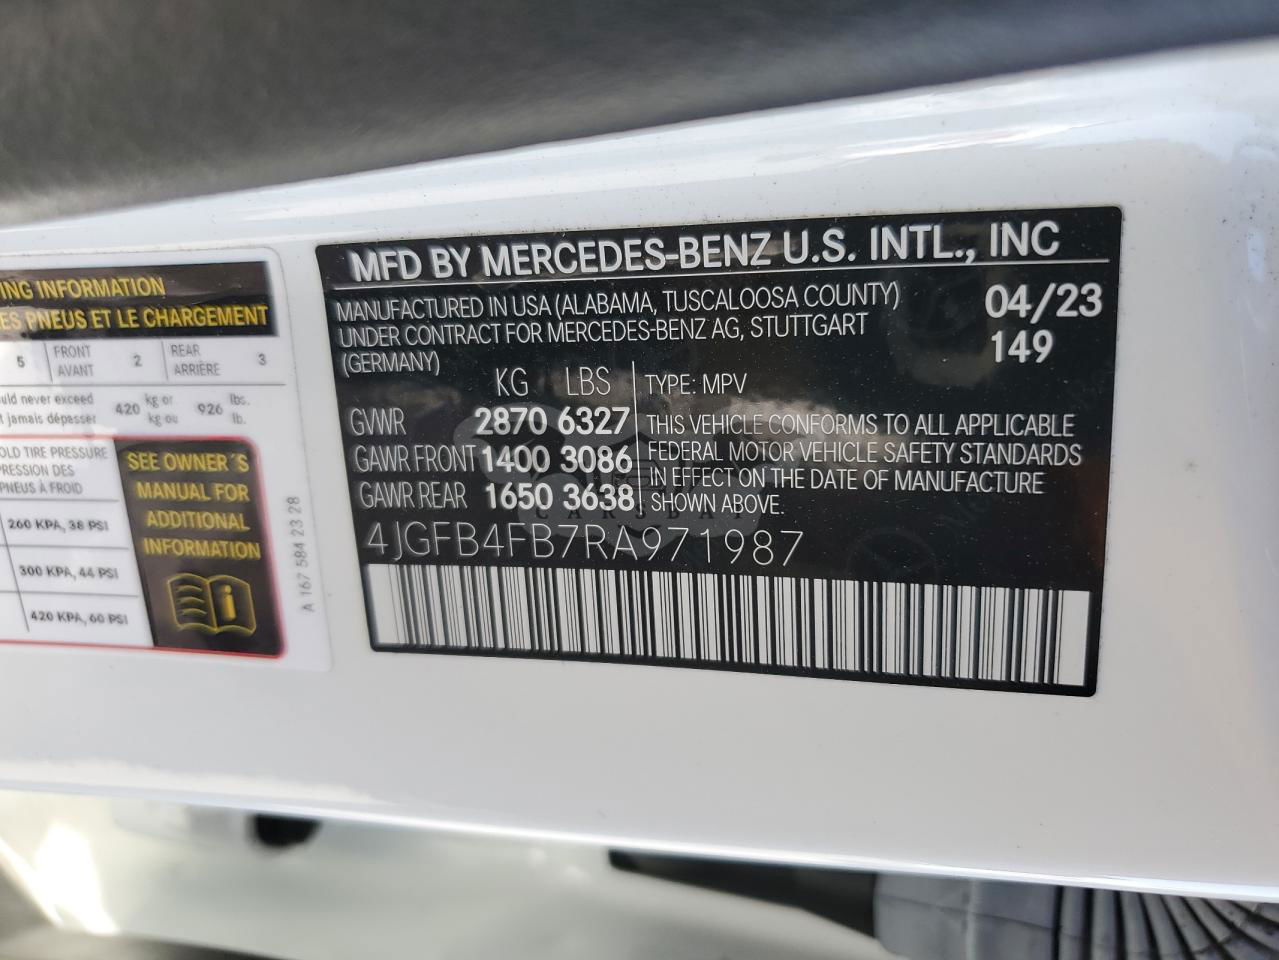 ING INFORMATION
ES PNEUS ET LE CHARGEMENT
5 FRONT AVANT 2 REAR ARRIÈRE 3
uld never exceed
t jamais dépasser 420 kg or kg ou 926 lbs. lb.
OLD TIRE PRESSURE
PRESSION DES
PNEUS À FROID
260 KPA, 38 PSI
300 KPA, 44 PSI
420 KPA, 60 PSI
SEE OWNER´S
MANUAL FOR
ADDITIONAL
INFORMATION
A 167 584 23 28
MFD BY MERCEDES-BENZ U.S. INTL., INC
MANUFACTURED IN USA (ALABAMA, TUSCALOOSA COUNTY) 04/23
UNDER CONTRACT FOR MERCEDES-BENZ AG, STUTTGART
(GERMANY) 149
KG LBS TYPE: MPV
GVWR 2870 6327
GAWR FRONT 1400 3086
GAWR REAR 1650 3638
THIS VEHICLE CONFORMS TO ALL APPLICABLE
FEDERAL MOTOR VEHICLE SAFETY STANDARDS
IN EFFECT ON THE DATE OF MANUFACTURE
SHOWN ABOVE.
4JGFB4FB7RA971987